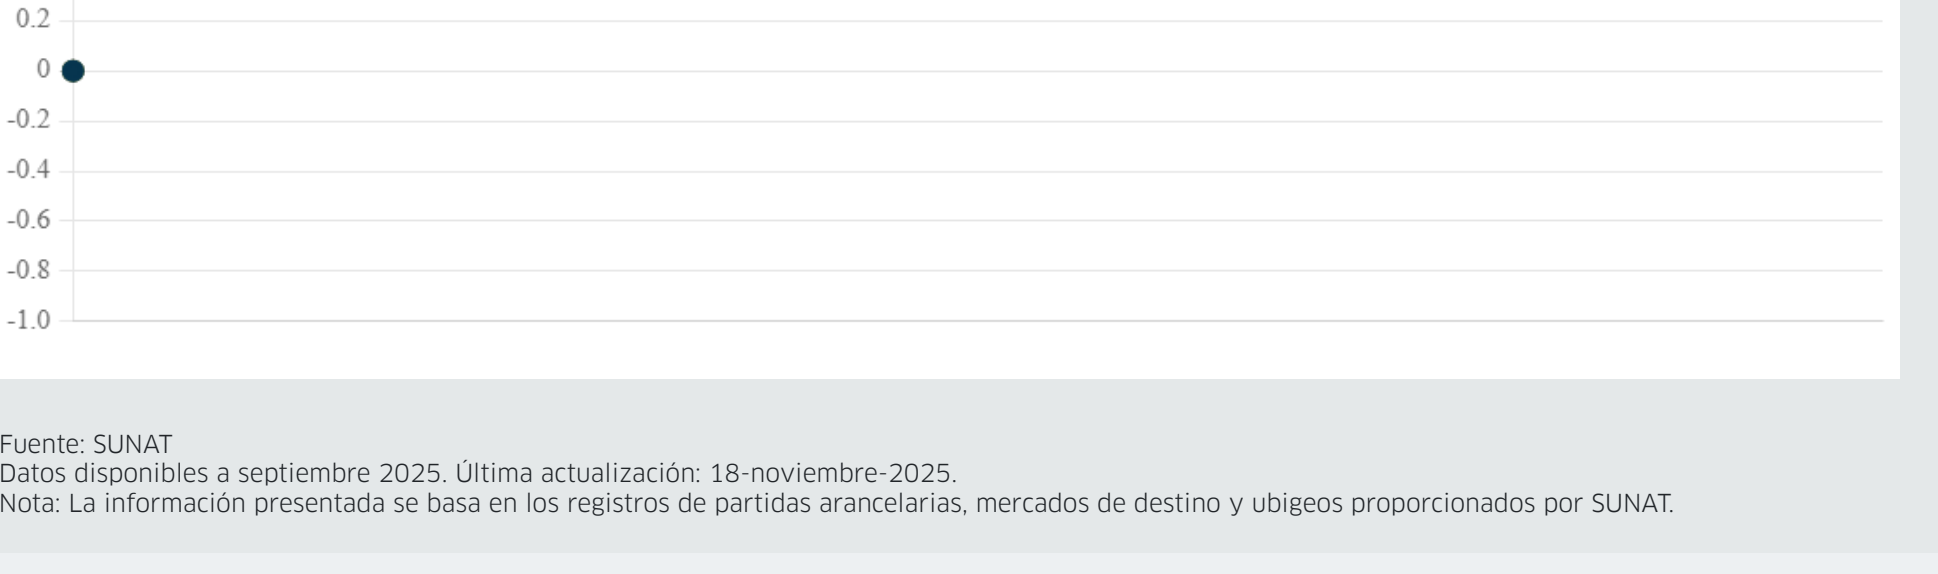 0.2
0
-0.2
-0.4
-0.6
-0.8
-1.0
Fuente: SUNAT
Datos disponibles a septiembre 2025. Última actualización: 18-noviembre-2025.
Nota: La información presentada se basa en los registros de partidas arancelarias, mercados de destino y ubigeos proporcionados por SUNAT.